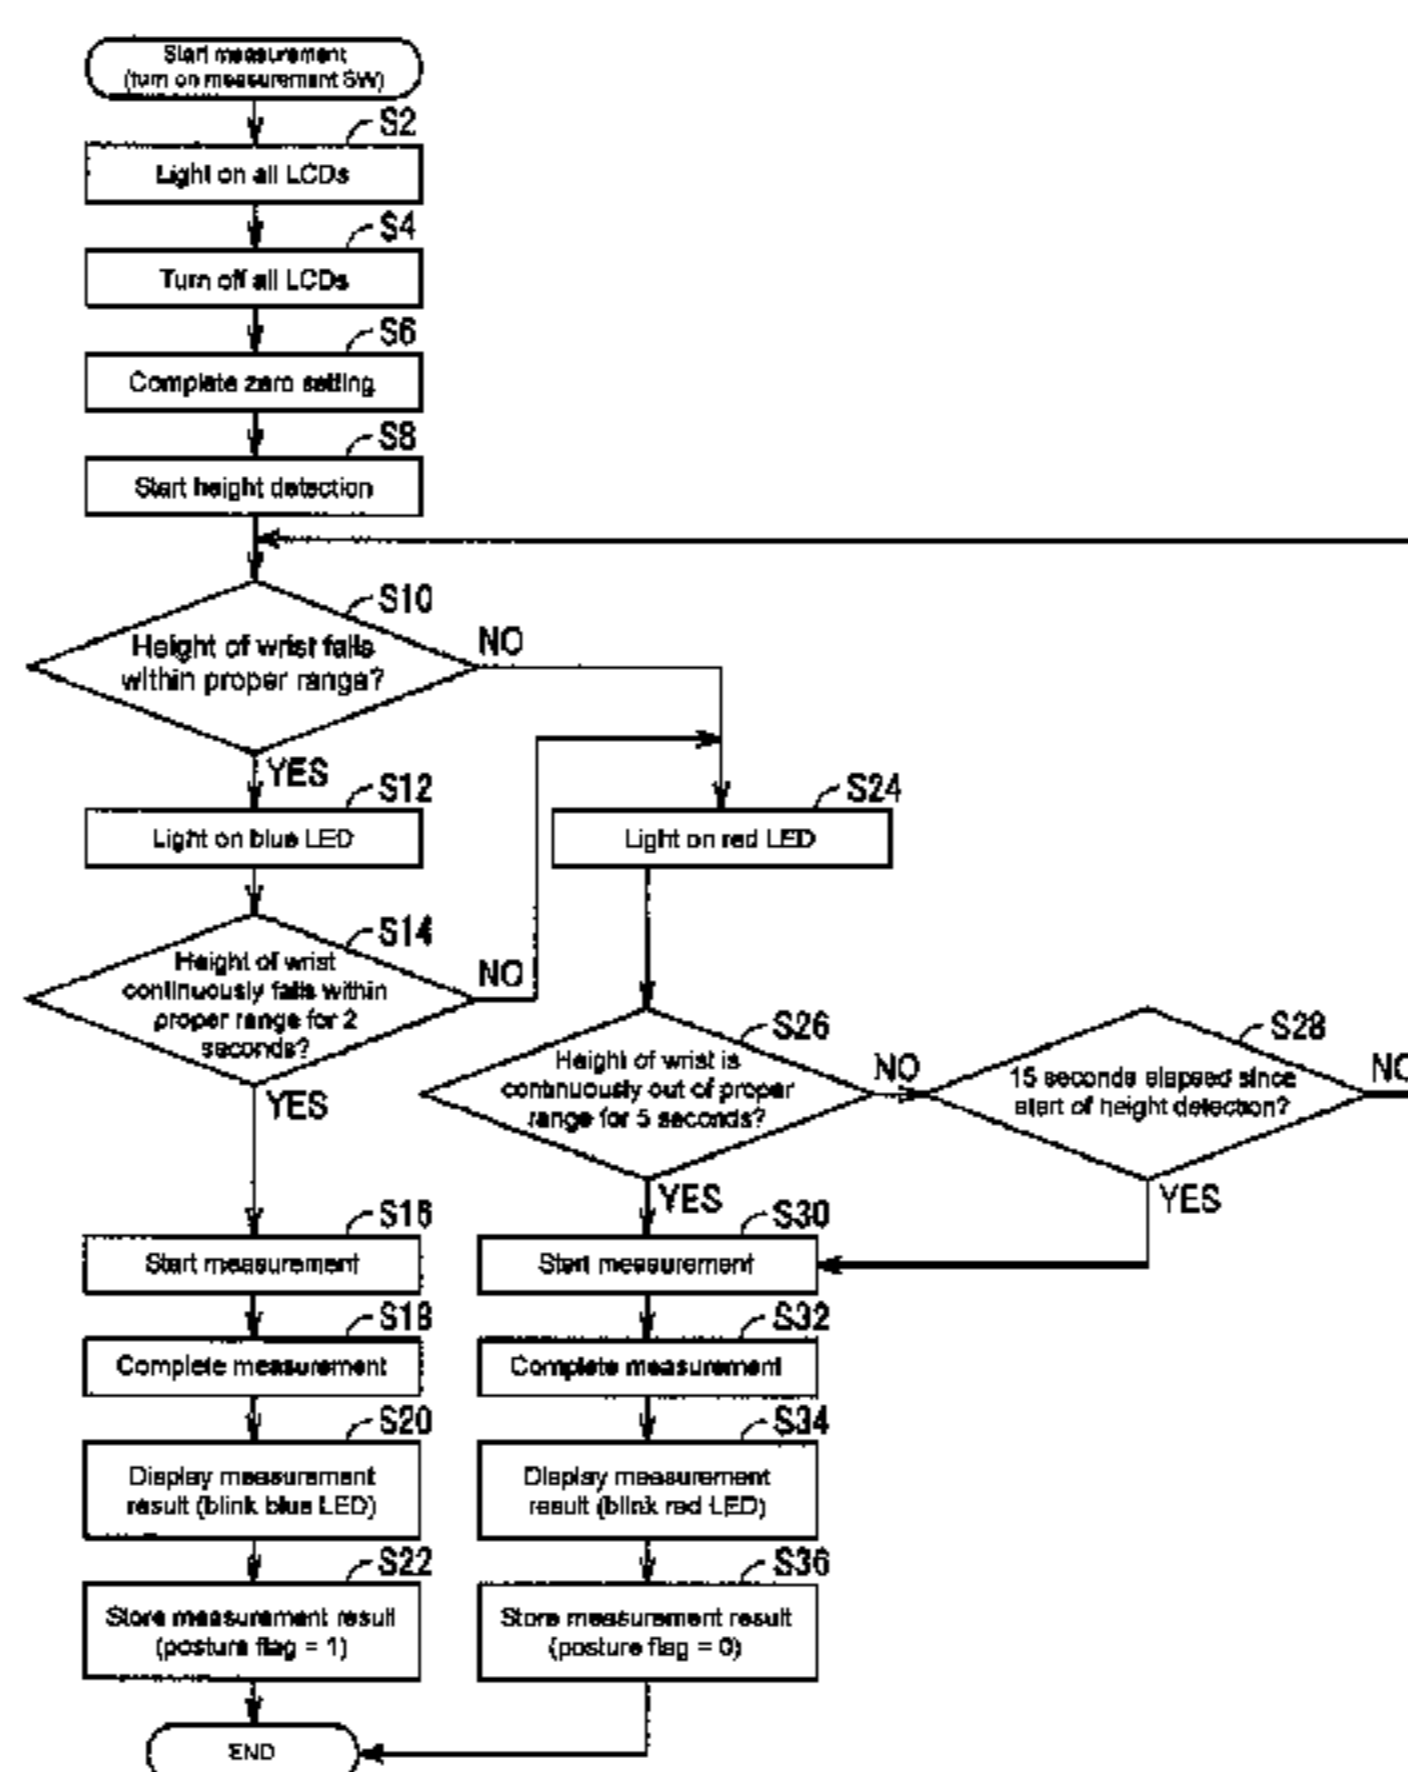 Start measurement
(turn on measurement SW)
S2
Light on all LCDs
S4
Turn off all LCDs
S6
Complete zero setting
S8
Start height detection
S10
Height of wrist falls
within proper range?
NO
YES
S12
Light on blue LED
S24
Light on red LED
S14
Height of wrist
continuously falls within
proper range for 2
seconds?
NO
YES
S26
Height of wrist is
continuously out of proper
range for 5 seconds?
NO
YES
S28
15 seconds elapsed since
start of height detection?
NO
YES
S16
Start measurement
S30
Start measurement
S18
Complete measurement
S32
Complete measurement
S20
Display measurement
result (blink blue LED)
S34
Display measurement
result (blink red LED)
S22
Store measurement result
(posture flag = 1)
S36
Store measurement result
(posture flag = 0)
END